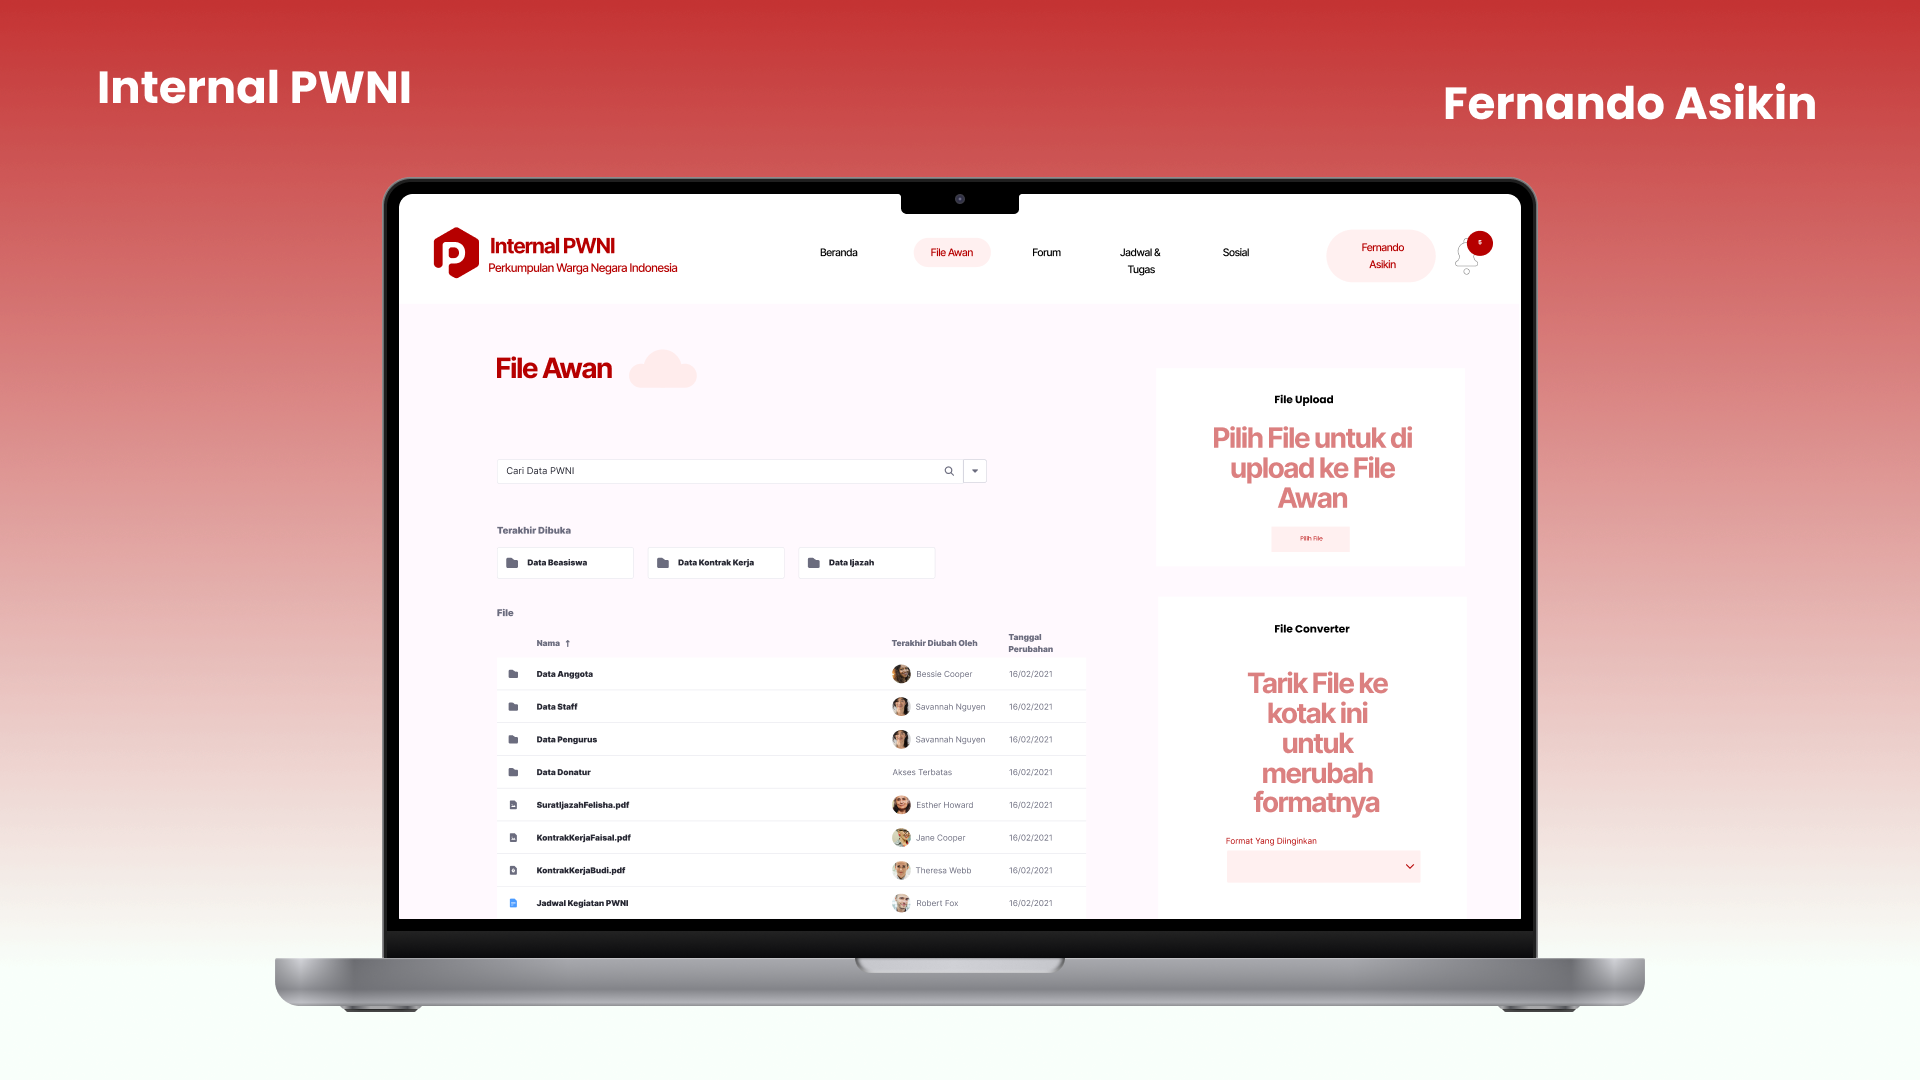 Internal PWNI
Fernando Asikin
Internal PWNI
Perkumpulan Warga Negara Indonesia
Beranda
File Awan
Forum
Jadwal &
Tugas
Sosial
Fernando
Asikin
5
File Awan
Cari Data PWNI
Terakhir Dibuka
Data Beasiswa
Data Kontrak Kerja
Data Ijazah
File
Nama ↑
Terakhir Diubah Oleh
Tanggal
Perubahan
Data Anggota
Bessie Cooper
16/02/2021
Data Staff
Savannah Nguyen
16/02/2021
Data Pengurus
Savannah Nguyen
16/02/2021
Data Donatur
Akses Terbatas
16/02/2021
SuratIjazahFelisha.pdf
Esther Howard
16/02/2021
KontrakKerjaFaisal.pdf
Jane Cooper
16/02/2021
KontrakKerjaBudi.pdf
Theresa Webb
16/02/2021
Jadwal Kegiatan PWNI
Robert Fox
16/02/2021
File Upload
Pilih File untuk di
upload ke File
Awan
Pilih File
File Converter
Tarik File ke
kotak ini
untuk
merubah
formatnya
Format Yang Diinginkan